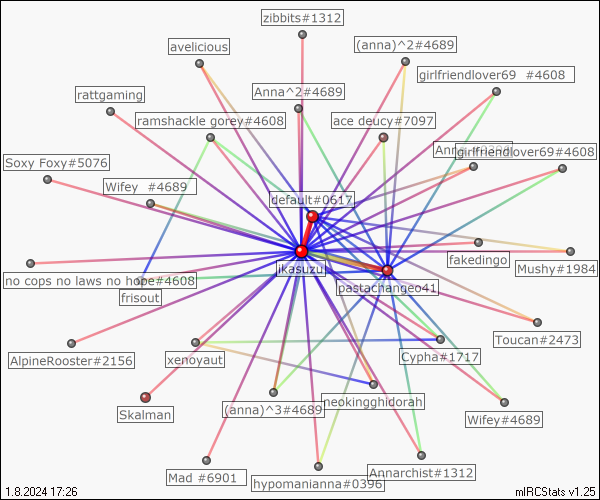 zibbits#1312
avelicious
(anna)^2#4689
girlfriendlover69 #4608
rattgaming
Anna^2#4689
ramshackle gorey#4608
ace deucy#7097
girlfriendlover69#4608
Soxy Foxy#5076
Wifey #4689
default#0617
jkasuzu
fakedingo
Mushy#1984
no cops no laws no hope#4608
pastachangeo41
frisout
Toucan#2473
AlpineRooster#2156
xenoyaut
Cypha#1717
Skalman
(anna)^3#4689
neokingghidorah
Wifey#4689
Mad #6901
hypomanianna#0396
Annarchist#1312
1.8.2024 17:26
mIRCStats v1.25